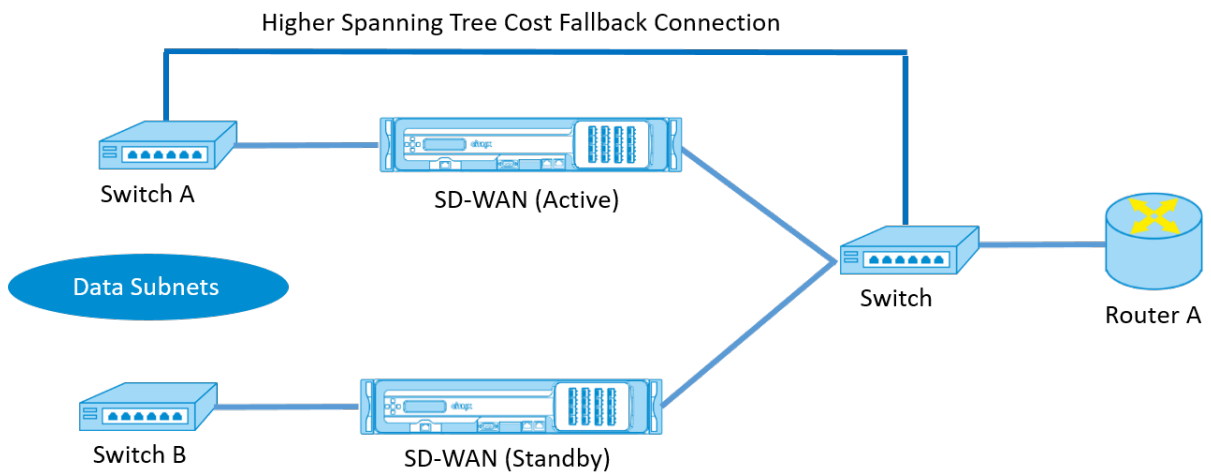 Higher Spanning Tree Cost Fallback Connection
Switch A
SD-WAN (Active)
Data Subnets
Switch
Router A
Switch B
SD-WAN (Standby)